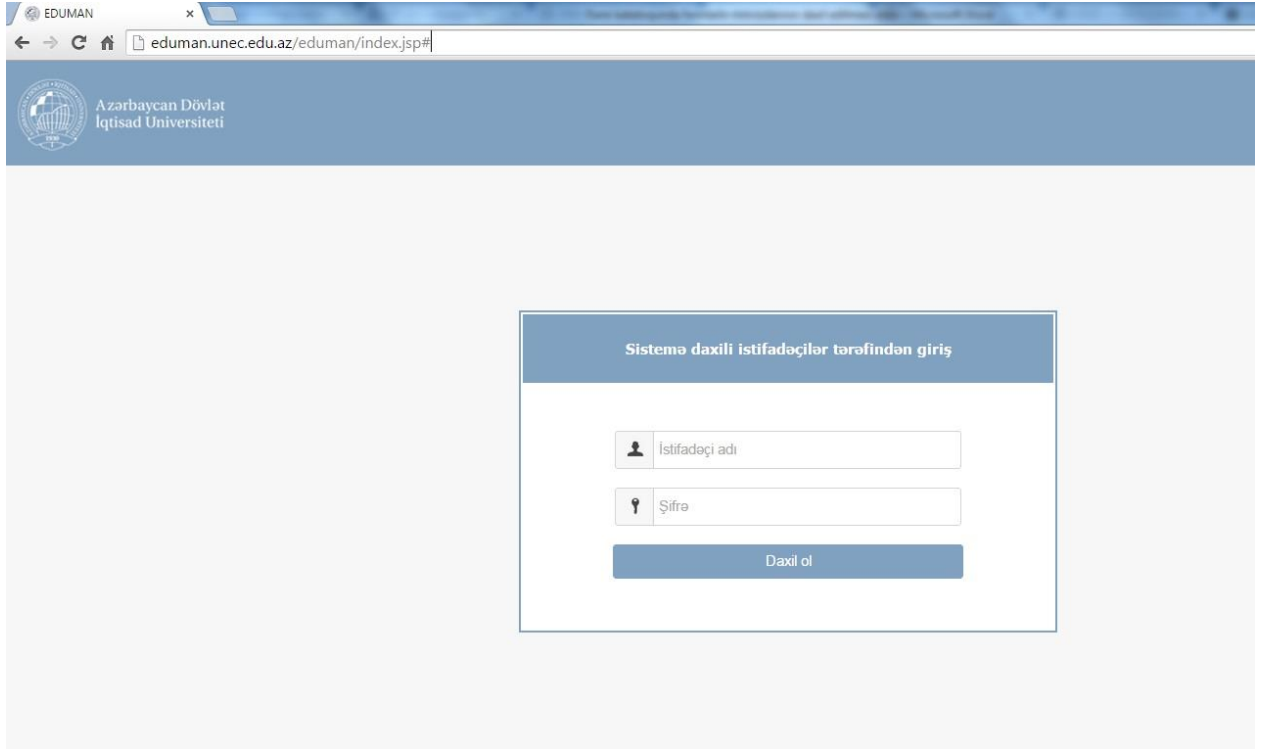 EDUMAN
eduman.unec.edu.az/eduman/index.jsp#
Azərbaycan Dövlət
İqtisad Universiteti
1930
Sistemə daxili istifadəçilər tərəfindən giriş
İstifadəçi adı
Şifrə
Daxil ol